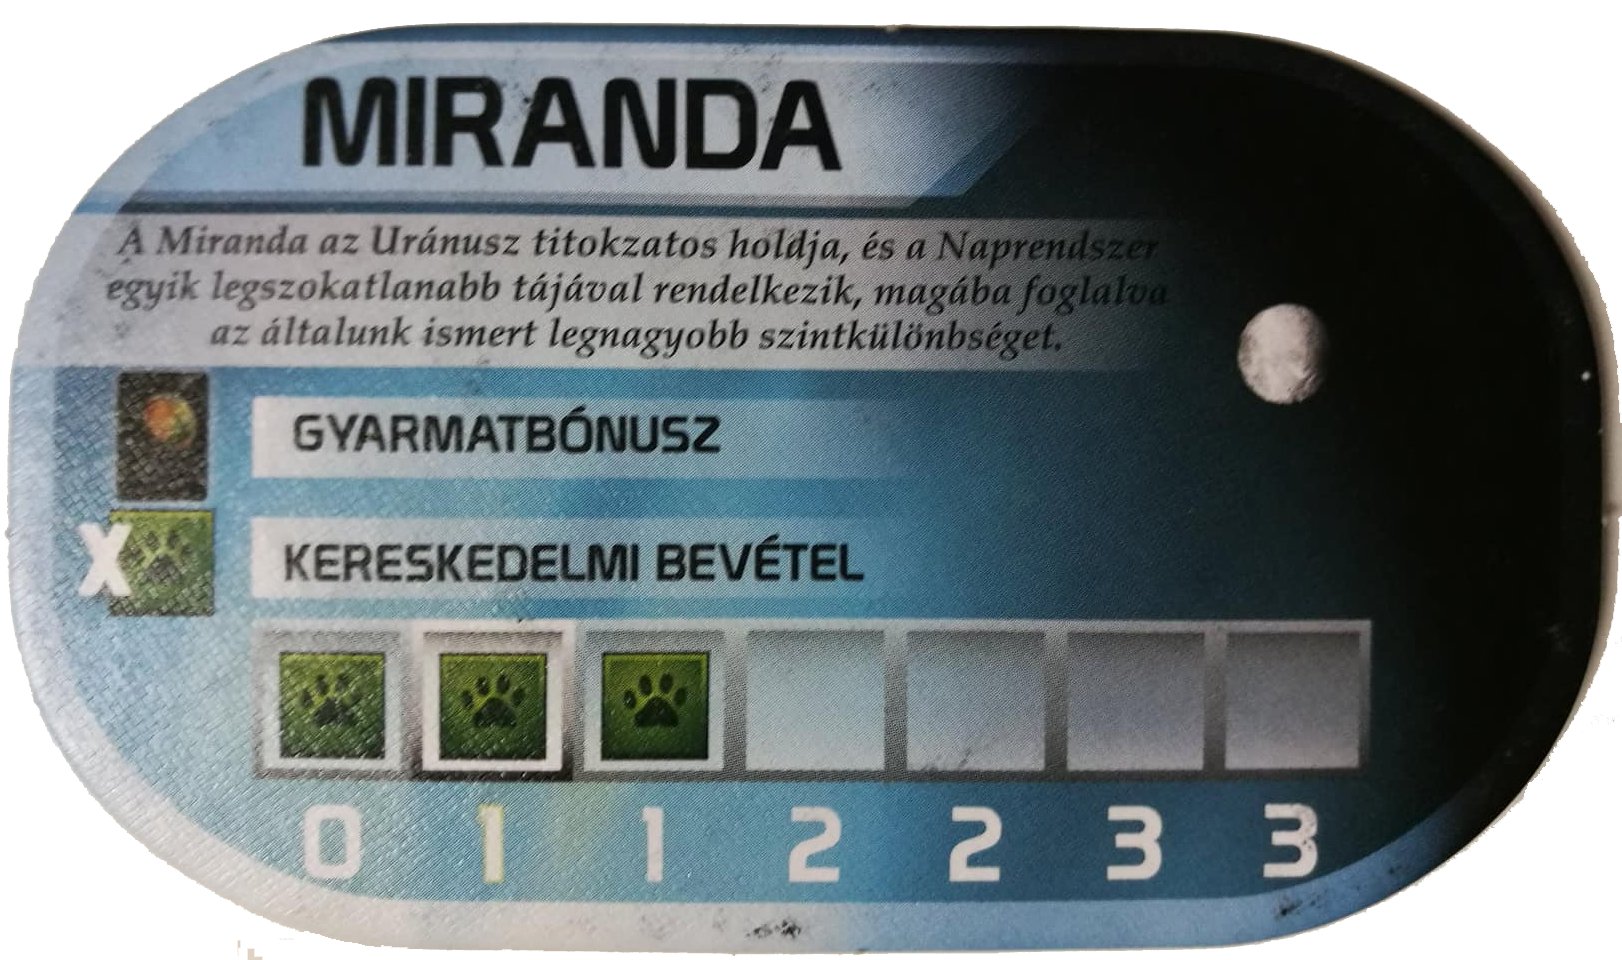 MIRANDA
A Miranda az Uránusz titokzatos holdja, és a Naprendszer
egyik legszokatlanabb tájával rendelkezik, magába foglalva
az általunk ismert legnagyobb szintkülönbséget.
GYARMATBÓNUSZ
X
KERESKEDELMI BEVÉTEL
0 1 1 2 2 3 3